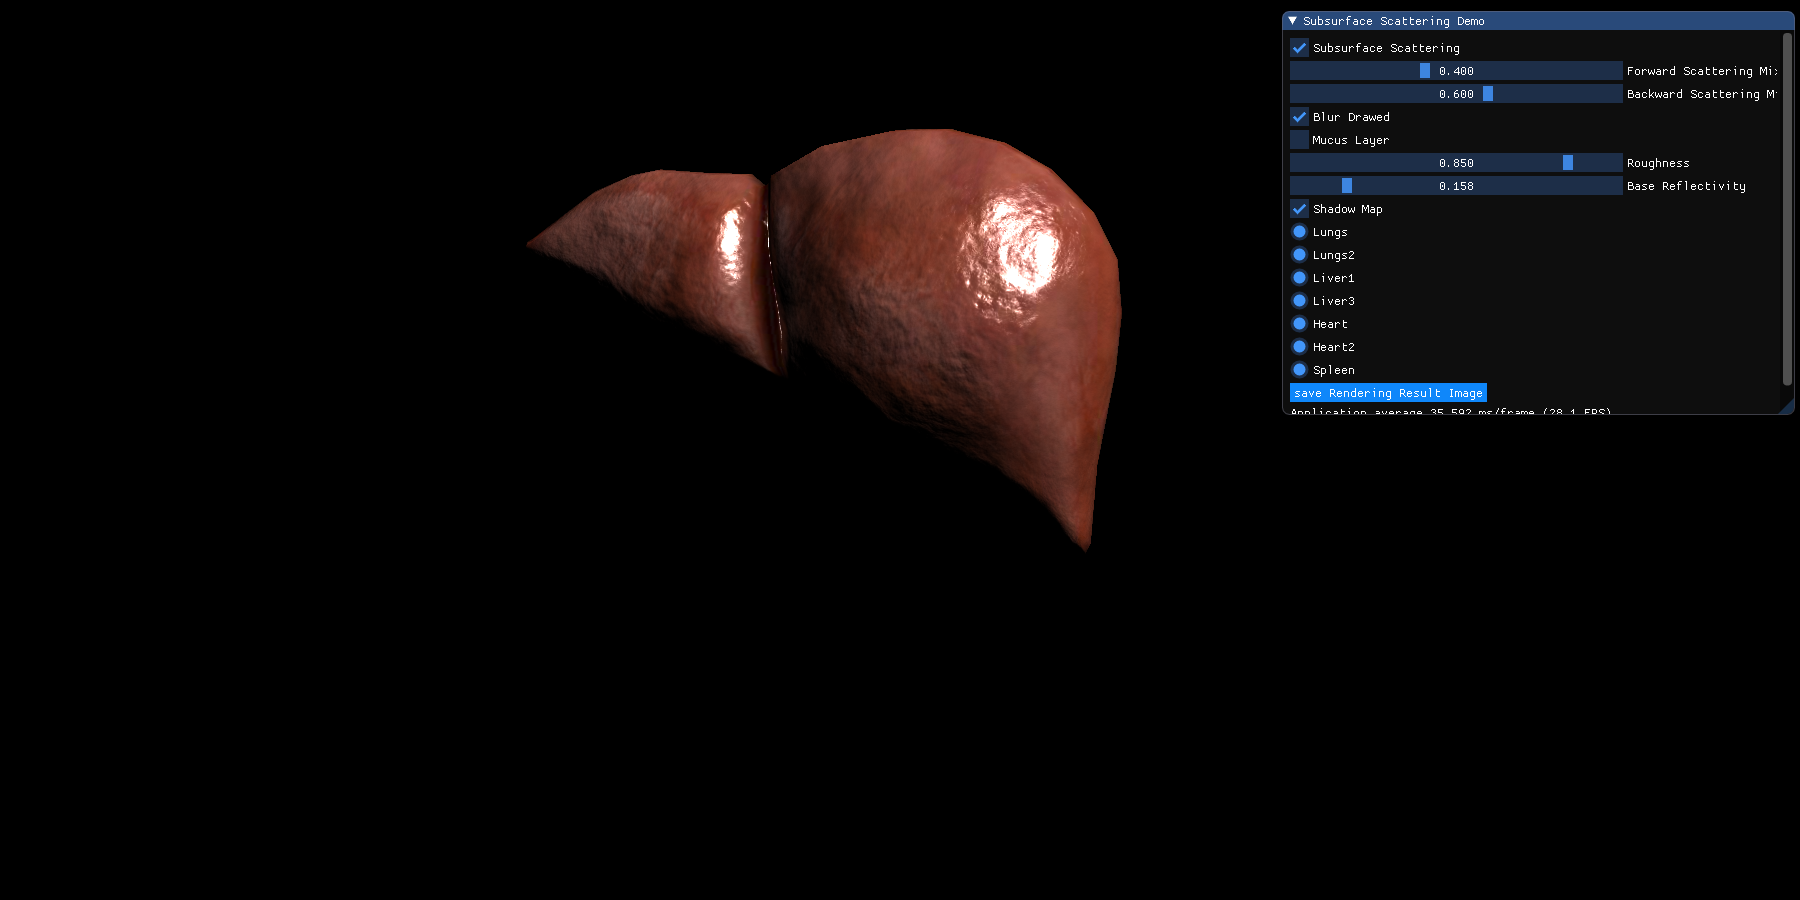 Subsurface Scattering Demo
Subsurface Scattering
0.400 Forward Scattering Mi
0.600 Backward Scattering M
Blur Drawed
Mucus Layer
0.850 Roughness
0.158 Base Reflectivity
Shadow Map
Lungs
Lungs2
Liver1
Liver3
Heart
Heart2
Spleen
save Rendering Result Image
Application average 35.592 ms/frame (28.1 FPS)